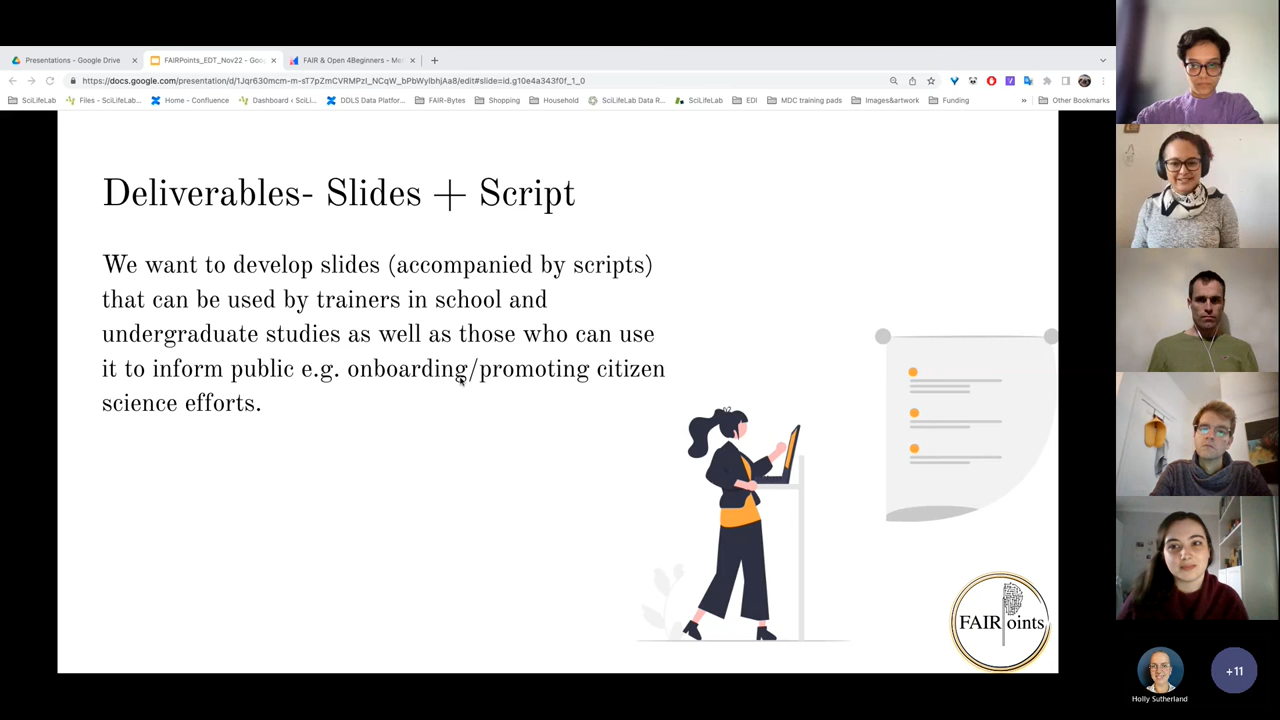 Presentations - Google Drive
FAIRPoints_EDT_Nov22 - Goo
FAIR & Open 4Beginners - Me
https://docs.google.com/presentation/d/1Jqr630mcm-m-sT7pZmCVRMPzI_NCqW_bPbWylbhjAa8/edit#slide=id.g10e4a343f0f_1_0
SciLifeLab
Files - SciLifeLab...
Home - Confluence
Dashboard ‹ SciLi...
DDLS Data Platfor...
FAIR-Bytes
Shopping
Household
SciLifeLab Data R...
SciLifeLab
EDI
MDC training pads
Images&artwork
Funding
»
Other Bookmarks
Deliverables- Slides + Script
We want to develop slides (accompanied by scripts)
that can be used by trainers in school and
undergraduate studies as well as those who can use
it to inform public e.g. onboarding/promoting citizen
science efforts.
FAIR Points
Holly Sutherland
+11